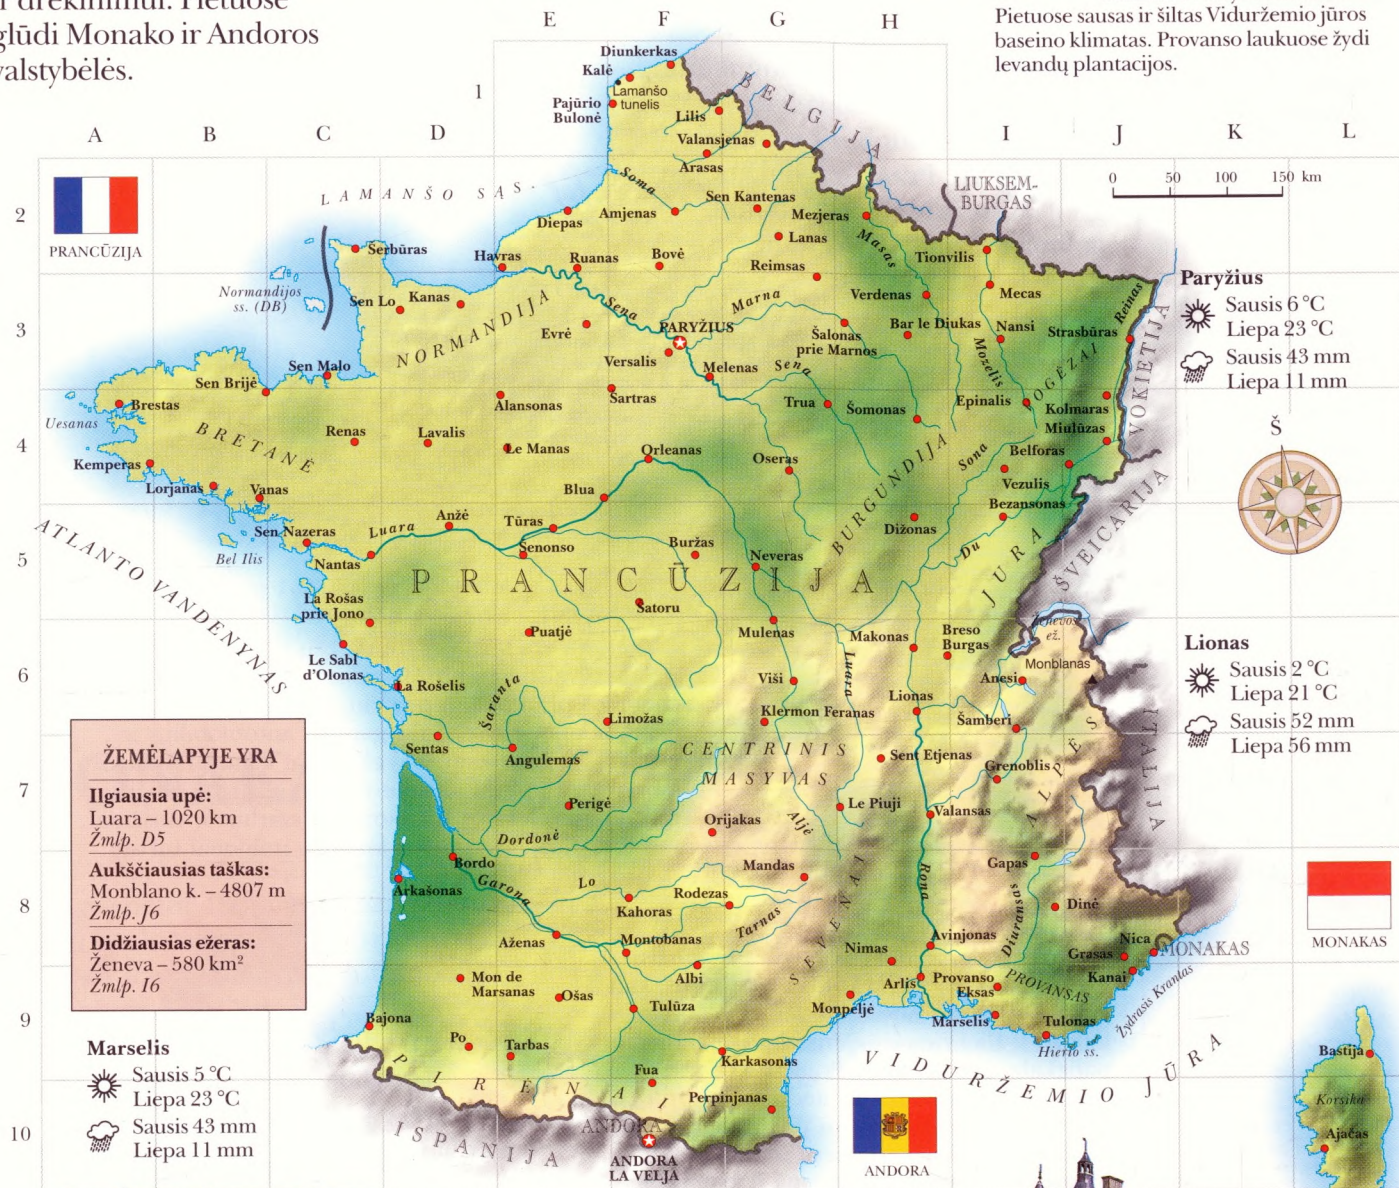 r drėkinimui. Pietuose
glūdi Monako ir Andoros
valstybėlės.
Pietuose sausas ir šiltas Viduržemio jūros
baseino klimatas. Provanso laukuose žydi
levandų plantacijos.
A
B
C
D
E
F
G
H
I
J
K
L
1
2
3
4
5
6
7
8
9
10
PRANCŪZIJA
0 50 100 150 km
LAMANŠO SĄS.
BELGIJA
LIUKSEM-
BURGAS
VOKIETIJA
ŠVEICARIJA
ITALIJA
ISPANIJA
ATLANTO VANDENYNAS
VIDURŽEMIO JŪRA
Diunkerkas
Kalė
Lamanšo
tunelis
Pajūrio
Bulonė
Lilis
Valansjenas
Arasas
Soma
Sen Kantenas
Amjenas
Diepas
Mezjeras
Lanas
Masas
Šerbūras
Havras
Ruanas
Bovė
Reimsas
Tionvilis
Normandijos
ss. (DB)
Sen Lo
Kanas
NORMANDIJA
Sena
Marna
Verdenas
Mecas
Reinas
Evrė
PARYŽIUS
Šalonas
prie Marnos
Bar le Diukas
Nansi
Strasbūras
Versalis
Melenas
Sena
Mozelis
VOGĖZAI
Sen Malo
Sen Brijė
Brestas
Uesanas
Alansonas
Šartras
Trua
Šomonas
Epinalis
Kolmaras
Miulūzas
BRETANĖ
Renas
Lavalis
Le Manas
Orleanas
Oseras
Sona
Belforas
Vezulis
Kemperas
Lorjanas
Vanas
Blua
BURGUNDIJA
Bezansonas
Dižonas
Sen Nazeras
Luara
Anžė
Tūras
Bel Ilis
Nantas
Šenonso
Buržas
Neveras
Du
JURA
PRANCŪZIJA
La Rošas
prie Jono
Šatoru
Puatjė
Mulenas
Makonas
Breso
Burgas
Ženevos
ež.
Monblanas
Le Sabl
d'Olonas
La Rošelis
Šaranta
Viši
Luara
Lionas
Anesi
Limožas
Klermon Feranas
Šamberi
Sentas
Angulemas
CENTRINIS
MASYVAS
Sent Etjenas
Grenoblis
ALPĖS
Perigė
Le Piuji
Valansas
Orijakas
Aljė
Dordonė
Bordo
Mandas
Gapas
Arkašonas
Garona
Lo
Rodezas
Kahoras
Rona
Diuransus
Dinė
Aženas
Montobanas
Tarnas
SEVENAI
Avinjonas
Nimas
Grasas
Nica
MONAKAS
Albi
Mon de
Marsanas
Ošas
Tulūza
Arlis
Provanso
Eksas
PROVANSAS
Kanai
Žydrasis Krantas
Monpeljė
Marselis
Tulonas
Hiero ss.
Bajona
Po
Tarbas
Karkasonas
Fua
Perpinjanas
PIRĖNAI
ANDORA
ANDORA
LA VELJA
Bastija
Korsika
Ajačas
Paryžius
Sausis 6 °C
Liepa 23 °C
Sausis 43 mm
Liepa 11 mm
Š
Lionas
Sausis 2 °C
Liepa 21 °C
Sausis 52 mm
Liepa 56 mm
MONAKAS
ANDORA
ŽEMĖLAPYJE YRA
Ilgiausia upė:
Luara – 1020 km
Žmlp. D5
Aukščiausias taškas:
Monblano k. – 4807 m
Žmlp. J6
Didžiausias ežeras:
Ženeva – 580 km²
Žmlp. I6
Marselis
Sausis 5 °C
Liepa 23 °C
Sausis 43 mm
Liepa 11 mm